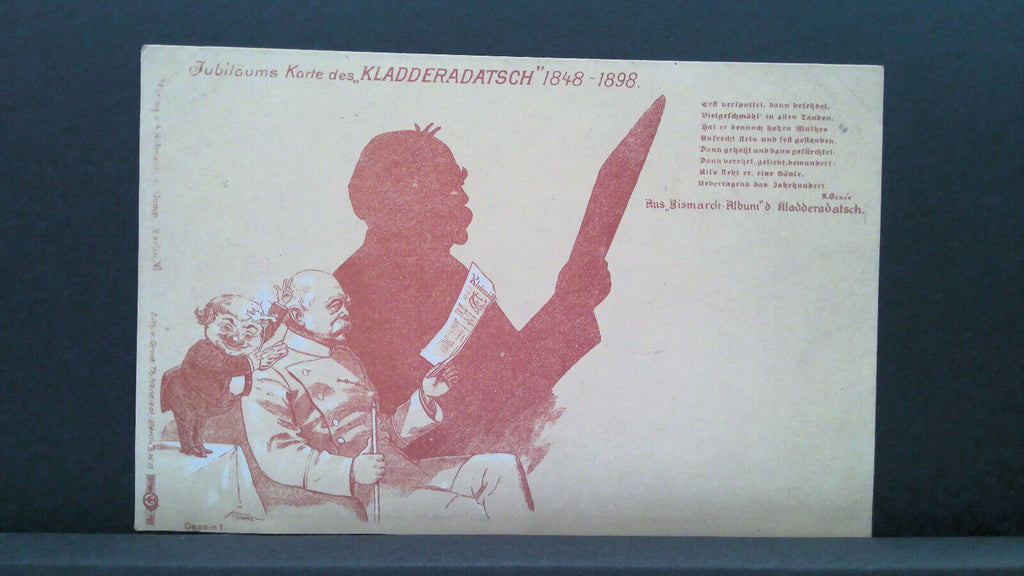 Jubiläums Karte des „KLADDERADATSCH" 1848 - 1898.
Erst verspottet, dann befehdet,
Vielgeschmäht in allen Landen,
Hat er dennoch hohen Muthes
Aufrecht stets und fest gestanden.
Dann gehaßt und dann gefürchtet,
Dann verehrt, geliebt, bewundert:
Also steht er, eine Säule,
Ueberragend das Jahrhundert.
R. Genée
Aus „Bismarck-Album" d. Kladderadatsch.
Dessin 1.